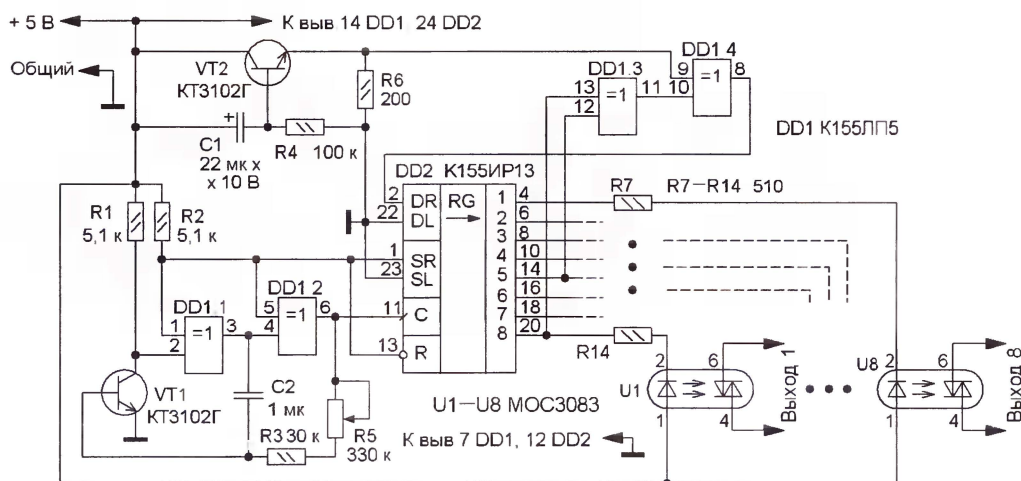 + 5 В
К выв 14 DD1, 24 DD2
Общий
VT2
КТ3102Г
R6
200
DD1.3
13
12
=1
11
DD1 4
9
10
=1
8
DD1 К155ЛП5
+
C1
22 мк х
х 10 В
R4 100 к
DD2 К155ИР13
2
22
1
23
11
13
DR
DL
SR
SL
C
R
RG
1
2
3
4
5
6
7
8
4
6
8
10
14
16
18
20
R7
R7–R14 510
R14
R1
5,1 к
R2
5,1 к
DD1.1
1
2
=1
3
DD1 2
5
4
=1
6
VT1
КТ3102Г
C2
1 мк
R3 30 к
R5
330 к
U1–U8 MOC3083
К выв 7 DD1, 12 DD2
U1
2
6
1
4
Выход 1
U8
2
6
1
4
Выход 8